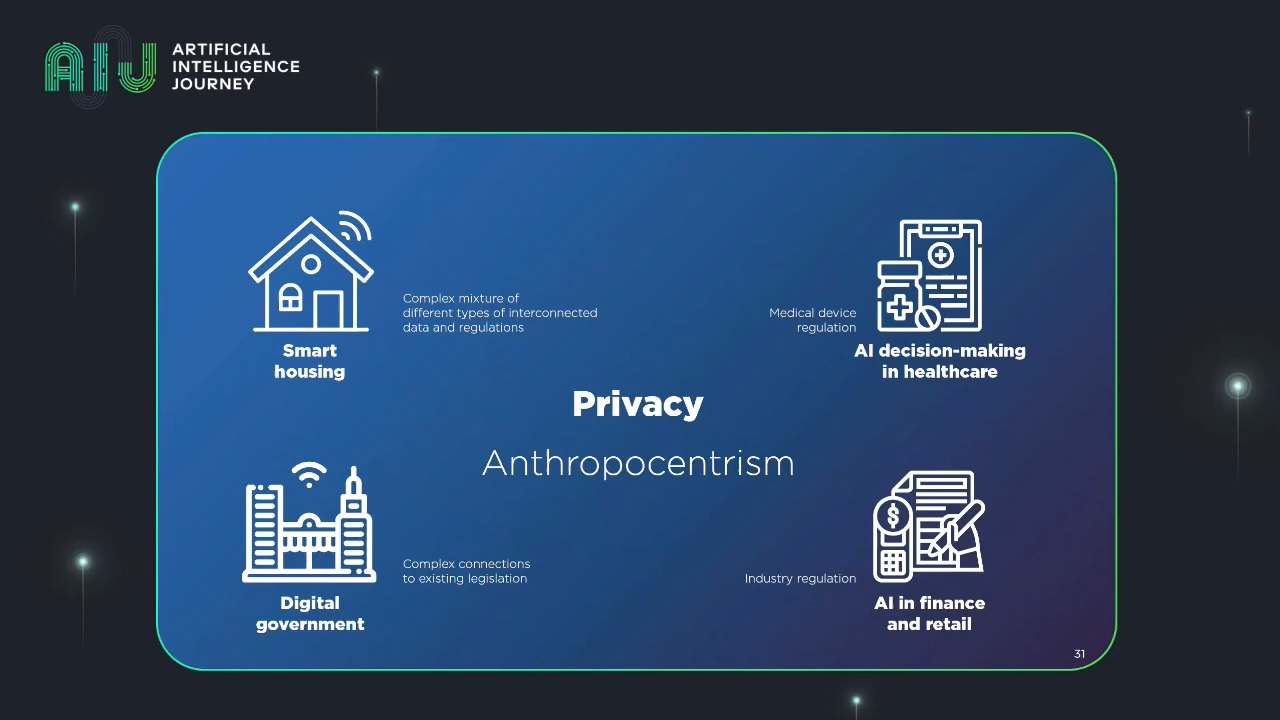 AIJ
ARTIFICIAL
INTELLIGENCE
JOURNEY
Complex mixture of
different types of interconnected
data and regulations
Smart
housing
Medical device
regulation
AI decision-making
in healthcare
Privacy
Anthropocentrism
Complex connections
to existing legislation
Digital
government
Industry regulation
$
AI in finance
and retail
31